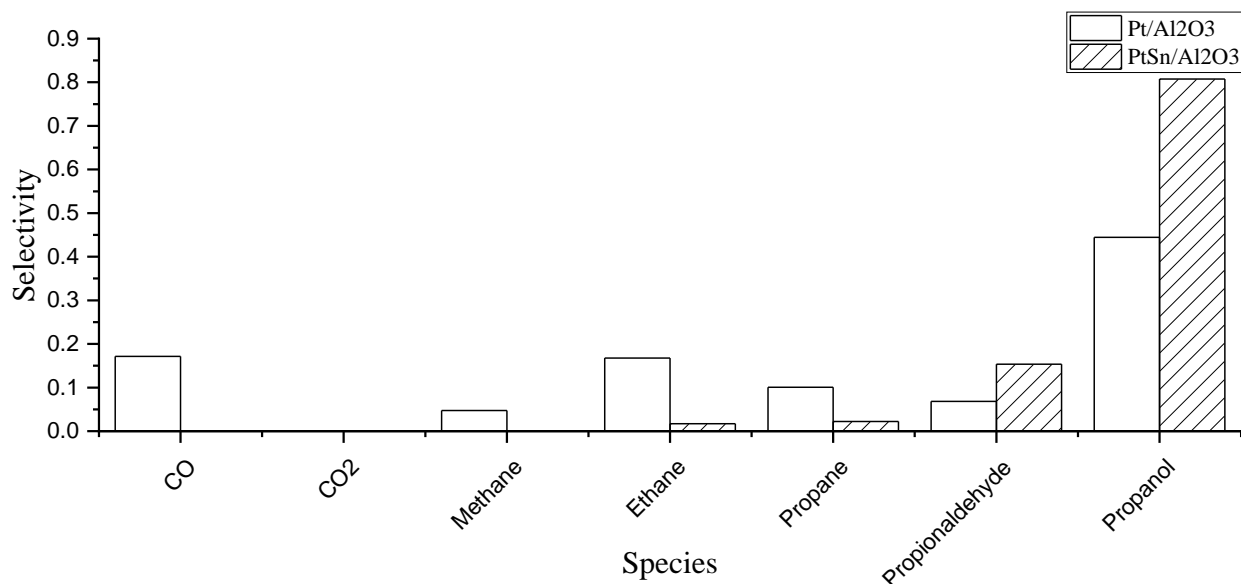 Pt/Al2O3
PtSn/Al2O3
0.9
0.8
0.7
0.6
0.5
0.4
0.3
0.2
0.1
0.0
Selectivity
CO
CO2
Methane
Ethane
Propane
Propionaldehyde
Propanol
Species